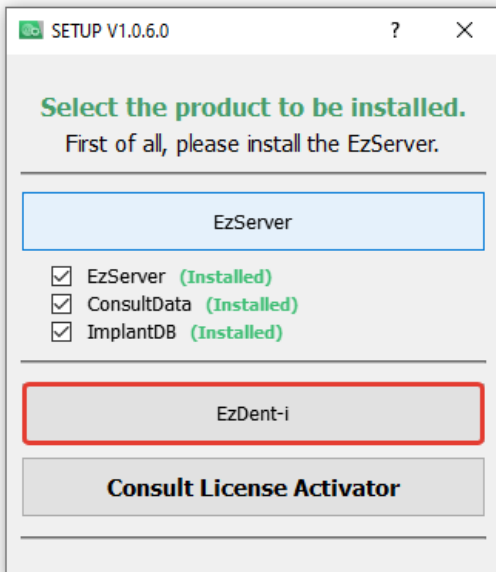 SETUP V1.0.6.0
Select the product to be installed.
First of all, please install the EzServer.
EzServer
EzServer (Installed)
ConsultData (Installed)
ImplantDB (Installed)
EzDent-i
Consult License Activator